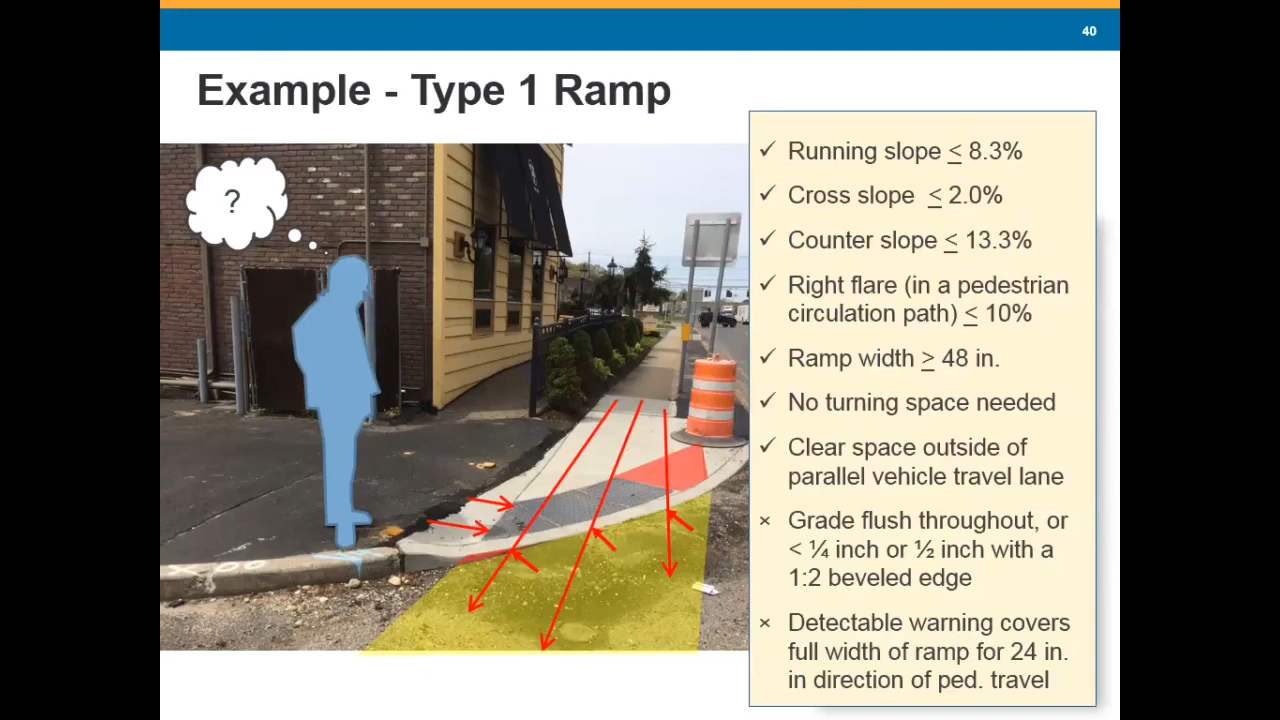 40
Example - Type 1 Ramp
?
✓ Running slope ≤ 8.3%
✓ Cross slope ≤ 2.0%
✓ Counter slope ≤ 13.3%
✓ Right flare (in a pedestrian
circulation path) ≤ 10%
✓ Ramp width ≥ 48 in.
✓ No turning space needed
✓ Clear space outside of
parallel vehicle travel lane
× Grade flush throughout, or
< ¼ inch or ½ inch with a
1:2 beveled edge
× Detectable warning covers
full width of ramp for 24 in.
in direction of ped. travel